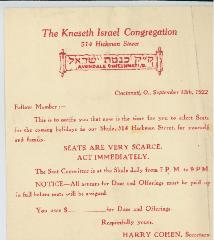 The Kneseth Israel Congregation
514 Hickman Street
ק"ק כנסת ישראל
AVONDALE CINCINNATI, O.
Cincinnati, O., September 13th, 1922
Fellow Member:-
This is to notify you that now is the time for you to select Seats
for the coming holidays in our Shule, 514 Hickman Street, for yourself
and family.
SEATS ARE VERY SCARCE.
ACT IMMEDIATELY.
The Seat Committee is at the Shule daily from 7 P. M. to 9 P. M.
NOTICE—All arrears for Dues and Offerings must be paid up
in full before seats will be assigned.
You owe $ for Dues and Offerings.
Respectfully yours,
HARRY COHEN, Secretary